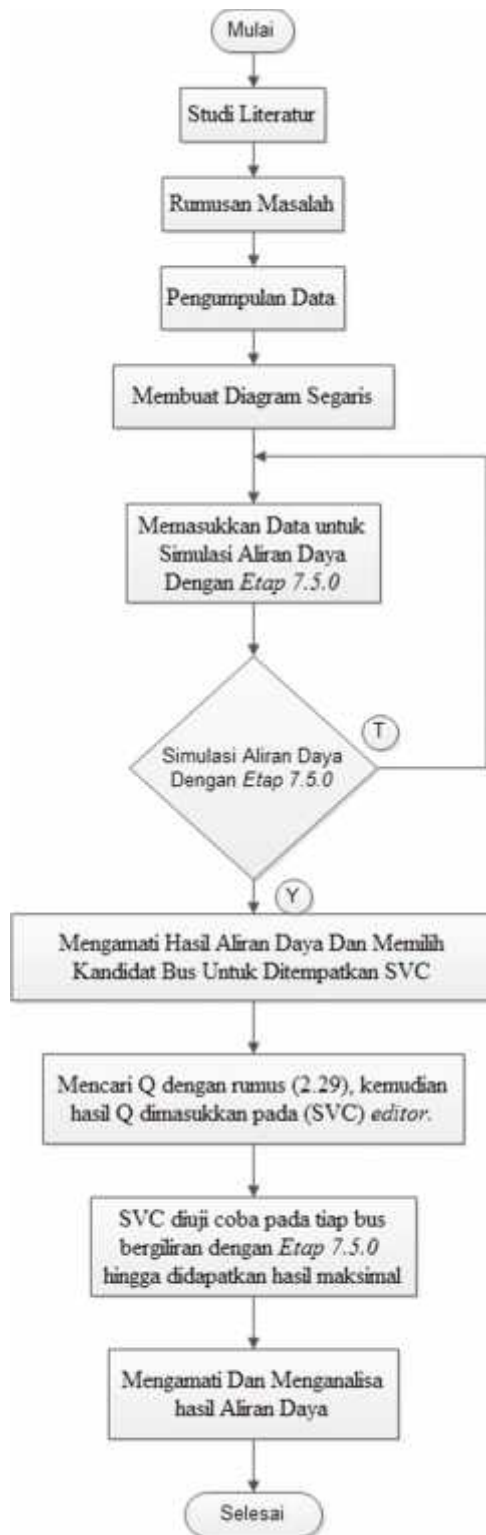 Mulai
Studi Literatur
Rumusan Masalah
Pengumpulan Data
Membuat Diagram Segaris
Memasukkan Data untuk
Simulasi Aliran Daya
Dengan Etap 7.5.0
T
Simulasi Aliran Daya
Dengan Etap 7.5.0
Y
Mengamati Hasil Aliran Daya Dan Memilih
Kandidat Bus Untuk Ditempatkan SVC
Mencari Q dengan rumus (2.29), kemudian
hasil Q dimasukkan pada (SVC) editor.
SVC diuji coba pada tiap bus
bergiliran dengan Etap 7.5.0
hingga didapatkan hasil maksimal
Mengamati Dan Menganalisa
hasil Aliran Daya
Selesai